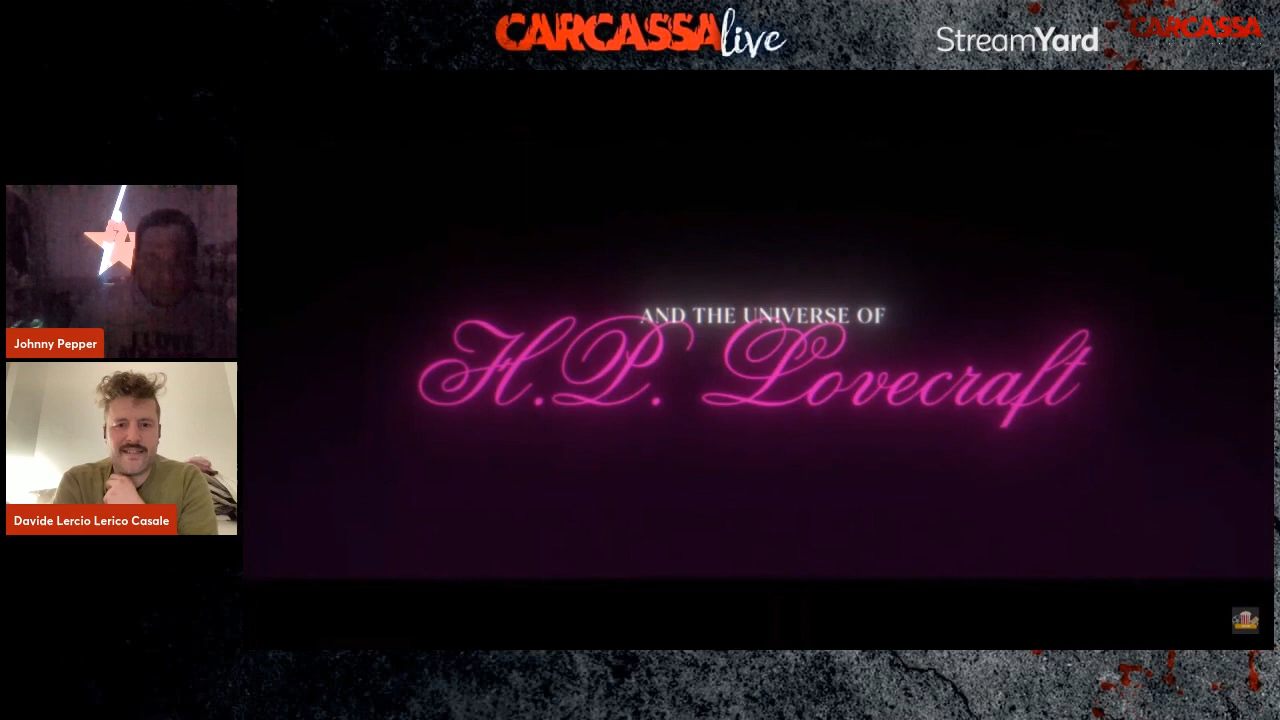 CARCASSA live
StreamYard
CARCASSA
Johnny Pepper
Davide Lercio Lerico Casale
AND THE UNIVERSE OF
H.P. Lovecraft